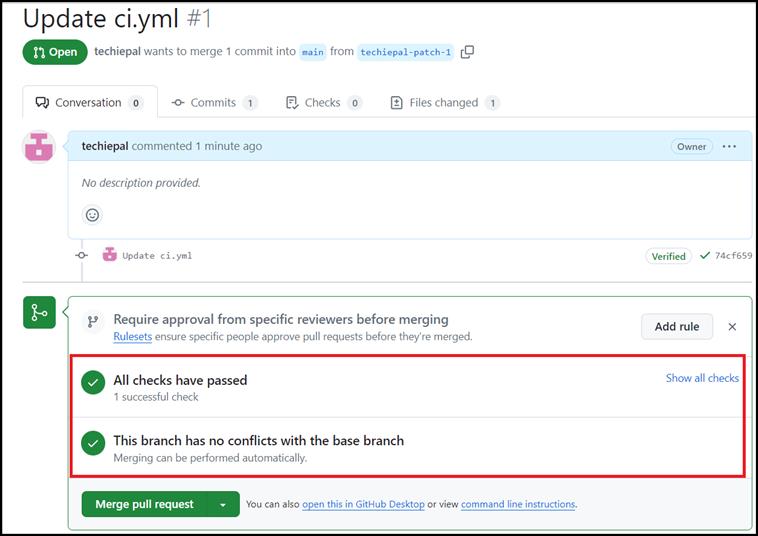 Update ci.yml #1
Open techiepal wants to merge 1 commit into main from techiepal-patch-1
Conversation 0 Commits 1 Checks 0 Files changed 1
techiepal commented 1 minute ago Owner
No description provided.
Update ci.yml Verified 74cf659
Require approval from specific reviewers before merging
Rulesets ensure specific people approve pull requests before they're merged.
Add rule
All checks have passed
1 successful check
Show all checks
This branch has no conflicts with the base branch
Merging can be performed automatically.
Merge pull request You can also open this in GitHub Desktop or view command line instructions.